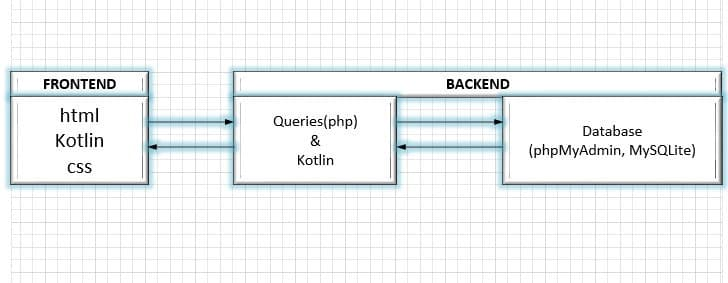 FRONTEND
html
Kotlin
css
BACKEND
Queries(php)
&
Kotlin
Database
(phpMyAdmin, MySQLite)